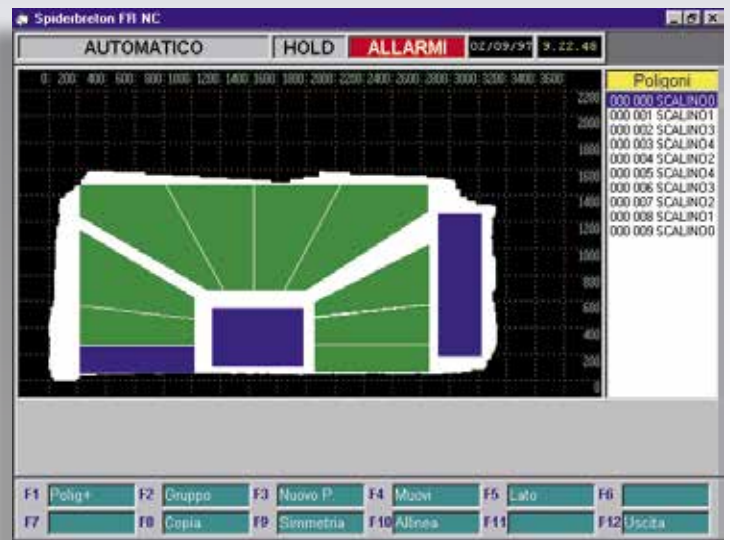 Spiderbreton FR NC
AUTOMATICO HOLD ALLARMI 02/09/97 9.22.48
0 200 400 600 800 1000 1200 1400 1600 1800 2000 2200 2400 2600 2800 3000 3200 3400 3600
Poligoni
2200
2000
1800
1600
1400
1200
1000
800
600
400
200
0
000 000 SCALINO0
000 001 SCALINO1
000 002 SCALINO3
000 003 SCALINO4
000 004 SCALINO2
000 005 SCALINO4
000 006 SCALINO3
000 007 SCALINO2
000 008 SCALINO1
000 009 SCALINO0
F1 Polig+ F2 Gruppo F3 Nuovo P. F4 Muovi F5 Lato F6
F7 F8 Copia F9 Simmetria F10 Allinea F11 F12 Uscita